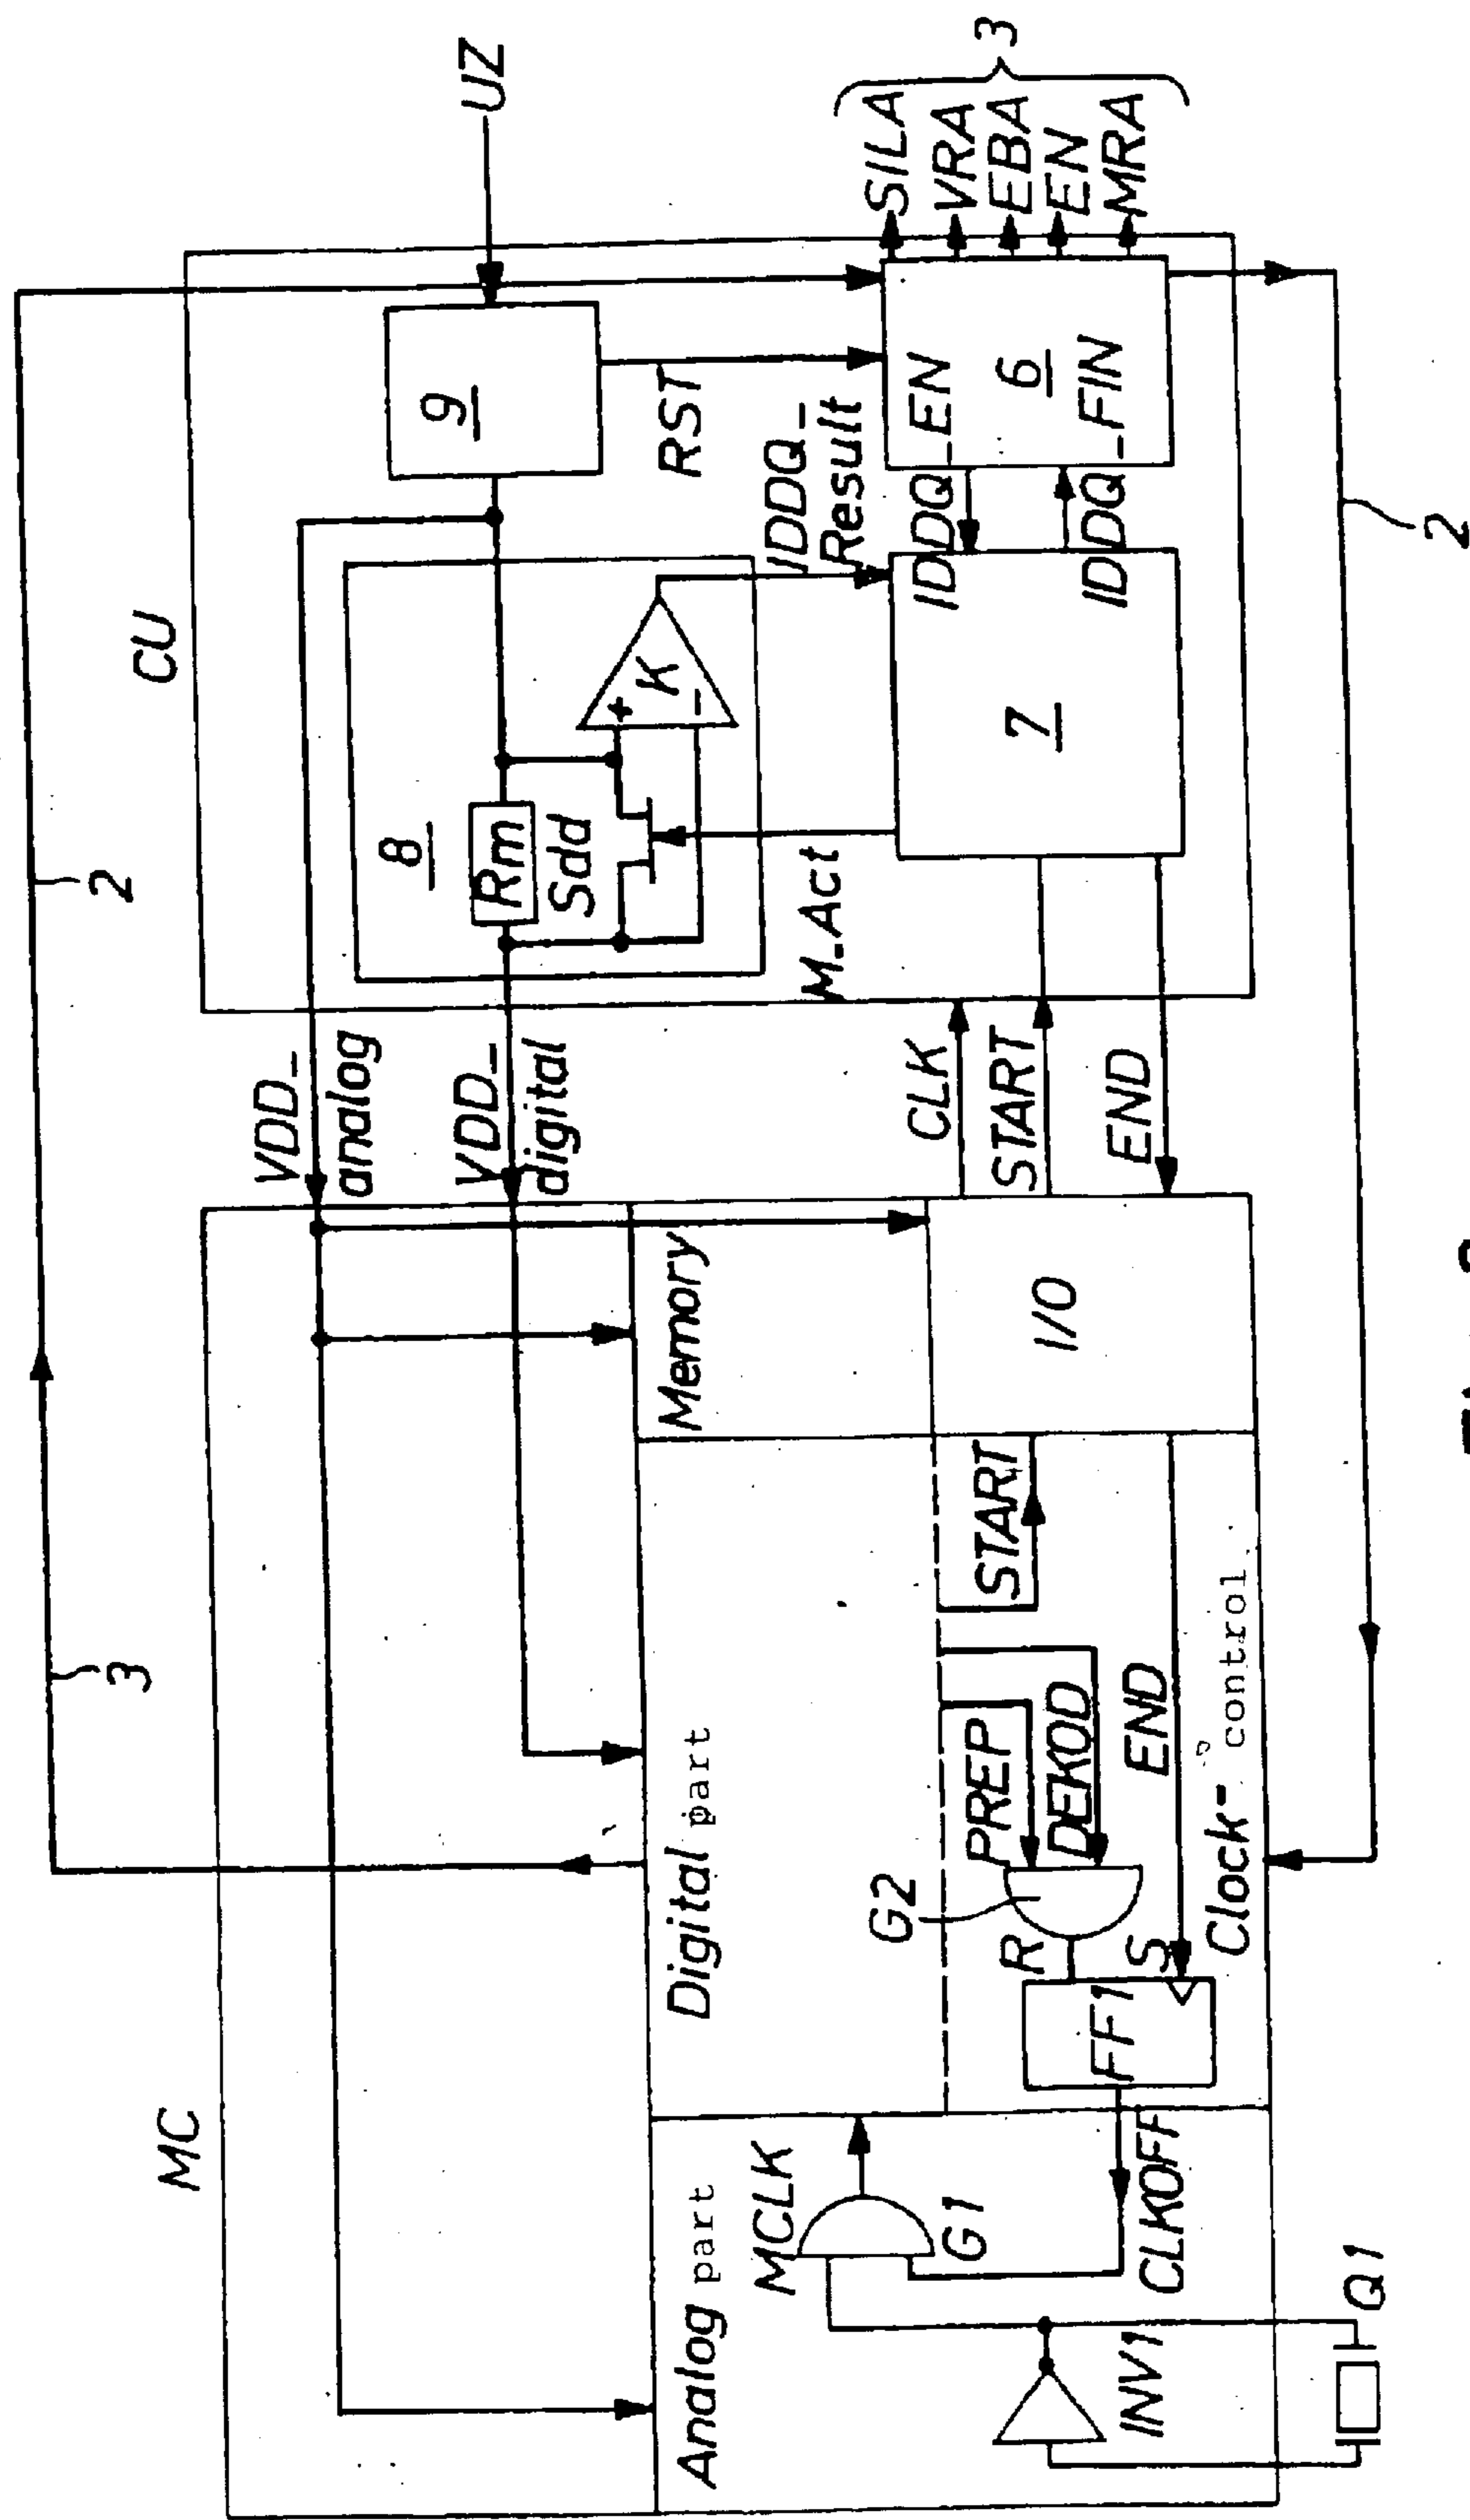 2
3
MC
CU
VDD_
analog
VDD_
digital
8
Rm
Sdd
+
K
-
9
UZ
RST
IDDQ_
Result
M_Act
7
IDDQ_EN
6
IDDQ_FIN
SILA
VRA
EBA
EN
MRA
3
CLK
START
END
2
Analog part
MCLK
G1
CLKOFF
INV1
Q1
Digital part
G2
PREP
DEKOD
START
END
R
S
FF1
Clock- control
Memory
I/O